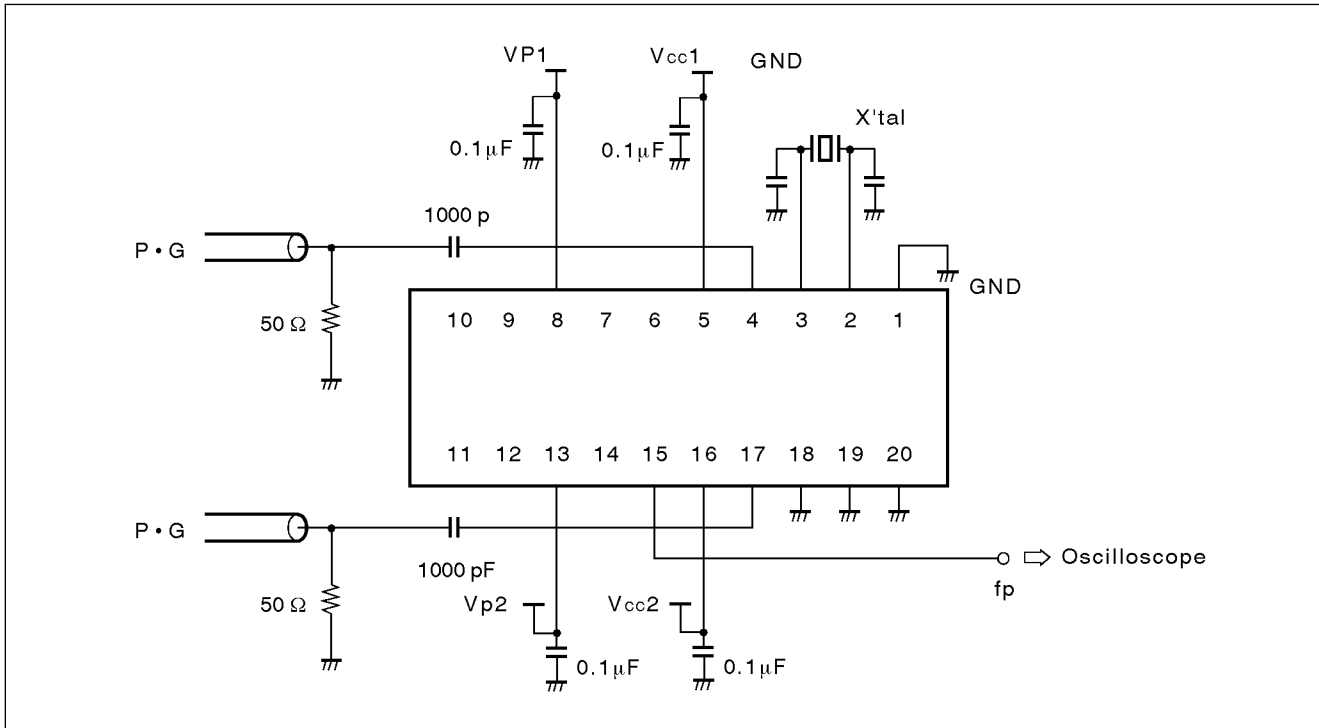 VP1
Vcc1
GND
X'tal
0.1µF
0.1µF
1000 p
P・G
50 Ω
GND
10 9 8 7 6 5 4 3 2 1
11 12 13 14 15 16 17 18 19 20
P・G
1000 pF
Oscilloscope
fp
50 Ω
Vp2
Vcc2
0.1µF
0.1µF